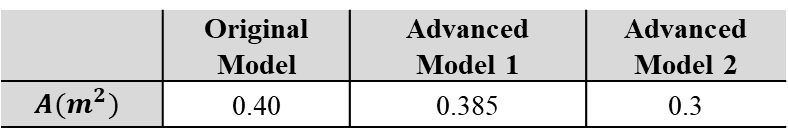 Original Model Advanced Model 1 Advanced Model 2
A(m²) 0.40 0.385 0.3